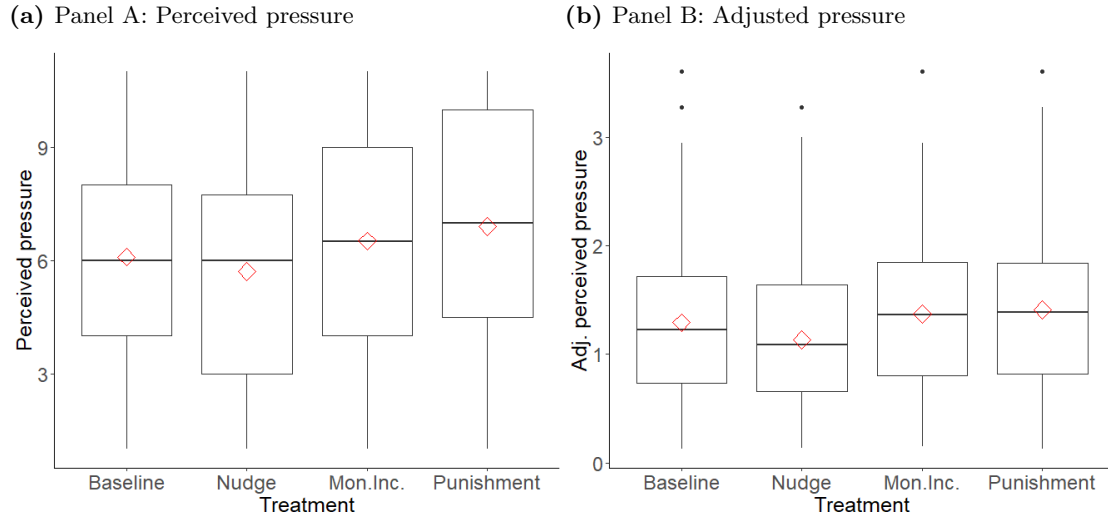 (a) Panel A: Perceived pressure
Perceived pressure
9
6
3
Baseline Nudge Mon.Inc. Punishment
Treatment
(b) Panel B: Adjusted pressure
Adj. perceived pressure
3
2
1
0
Baseline Nudge Mon.Inc. Punishment
Treatment